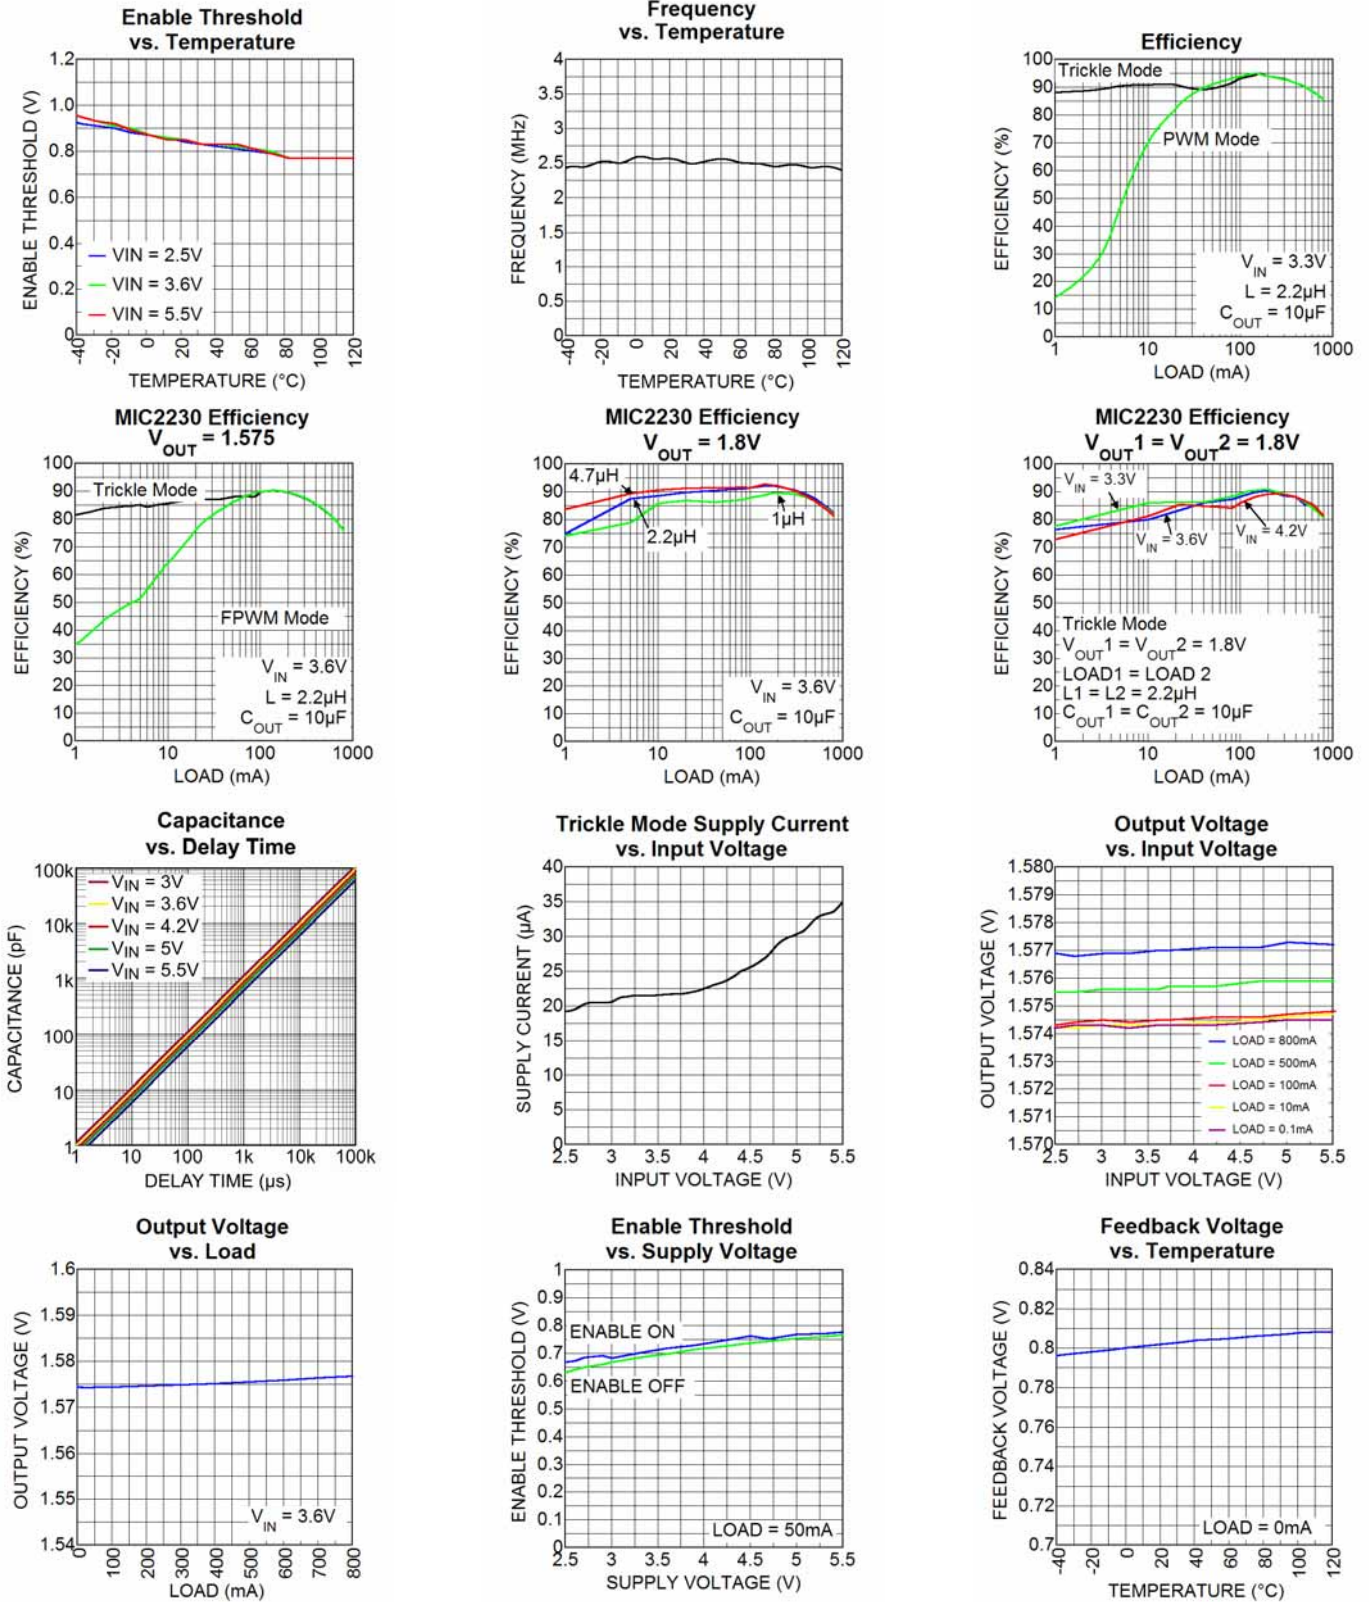 Enable Threshold
vs. Temperature
ENABLE THRESHOLD (V)
1.2
1.0
0.8
0.6
0.4
0.2
0
VIN = 2.5V
VIN = 3.6V
VIN = 5.5V
-40 -20 0 20 40 60 80 100 120
TEMPERATURE (°C)
Frequency
vs. Temperature
FREQUENCY (MHz)
4
3.5
3
2.5
2
1.5
1
0.5
0
-40 -20 0 20 40 60 80 100 120
TEMPERATURE (°C)
Efficiency
EFFICIENCY (%)
100
90
80
70
60
50
40
30
20
10
0
Trickle Mode
PWM Mode
VIN = 3.3V
L = 2.2µH
COUT = 10µF
1 10 100 1000
LOAD (mA)
MIC2230 Efficiency
VOUT = 1.575
EFFICIENCY (%)
100
90
80
70
60
50
40
30
20
10
0
Trickle Mode
FPWM Mode
VIN = 3.6V
L = 2.2µH
COUT = 10µF
1 10 100 1000
LOAD (mA)
MIC2230 Efficiency
VOUT = 1.8V
EFFICIENCY (%)
100
90
80
70
60
50
40
30
20
10
0
4.7µH
2.2µH
1µH
VIN = 3.6V
COUT = 10µF
1 10 100 1000
LOAD (mA)
MIC2230 Efficiency
VOUT1 = VOUT2 = 1.8V
EFFICIENCY (%)
100
90
80
70
60
50
40
30
20
10
0
VIN = 3.3V
VIN = 3.6V
VIN = 4.2V
Trickle Mode
VOUT1 = VOUT2 = 1.8V
LOAD1 = LOAD 2
L1 = L2 = 2.2µH
COUT1 = COUT2 = 10µF
1 10 100 1000
LOAD (mA)
Capacitance
vs. Delay Time
CAPACITANCE (pF)
100k
10k
1k
100
10
1
VIN = 3V
VIN = 3.6V
VIN = 4.2V
VIN = 5V
VIN = 5.5V
1 10 100 1k 10k 100k
DELAY TIME (µs)
Trickle Mode Supply Current
vs. Input Voltage
SUPPLY CURRENT (µA)
40
35
30
25
20
15
10
5
0
2.5 3 3.5 4 4.5 5 5.5
INPUT VOLTAGE (V)
Output Voltage
vs. Input Voltage
OUTPUT VOLTAGE (V)
1.580
1.579
1.578
1.577
1.576
1.575
1.574
1.573
1.572
1.571
1.570
LOAD = 800mA
LOAD = 500mA
LOAD = 100mA
LOAD = 10mA
LOAD = 0.1mA
2.5 3 3.5 4 4.5 5 5.5
INPUT VOLTAGE (V)
Output Voltage
vs. Load
OUTPUT VOLTAGE (V)
1.6
1.59
1.58
1.57
1.56
1.55
1.54
VIN = 3.6V
0 100 200 300 400 500 600 700 800
LOAD (mA)
Enable Threshold
vs. Supply Voltage
ENABLE THRESHOLD (V)
1
0.9
0.8
0.7
0.6
0.5
0.4
0.3
0.2
0.1
0
ENABLE ON
ENABLE OFF
LOAD = 50mA
2.5 3 3.5 4 4.5 5 5.5
SUPPLY VOLTAGE (V)
Feedback Voltage
vs. Temperature
FEEDBACK VOLTAGE (V)
0.84
0.82
0.8
0.78
0.76
0.74
0.72
0.7
LOAD = 0mA
-40 -20 0 20 40 60 80 100 120
TEMPERATURE (°C)